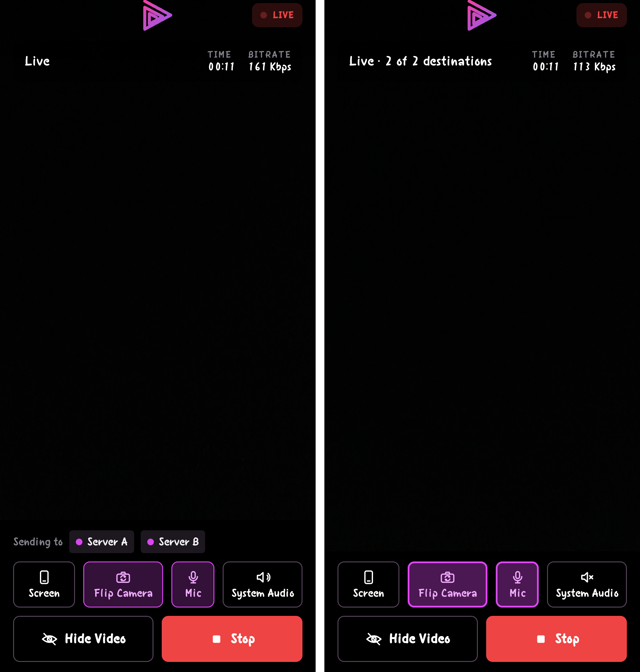 LIVE
Live
TIME BITRATE
00:11 161 Kbps
Sending to Server A Server B
Screen Flip Camera Mic System Audio
Hide Video Stop
LIVE
Live · 2 of 2 destinations
TIME BITRATE
00:11 113 Kbps
Screen Flip Camera Mic System Audio
Hide Video Stop